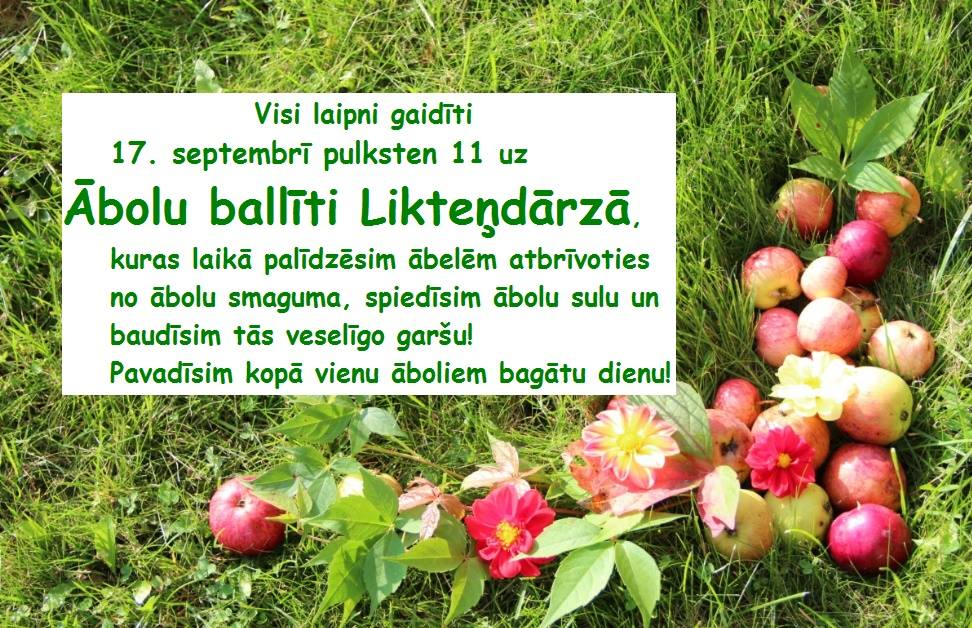 Visi laipni gaidīti
17. septembrī pulksten 11 uz
Ābolu ballīti Likteņdārzā,
kuras laikā palīdzēsim ābelēm atbrīvoties
no ābolu smaguma, spiedīsim ābolu sulu un
baudīsim tās veselīgo garšu!
Pavadīsim kopā vienu āboliem bagātu dienu!